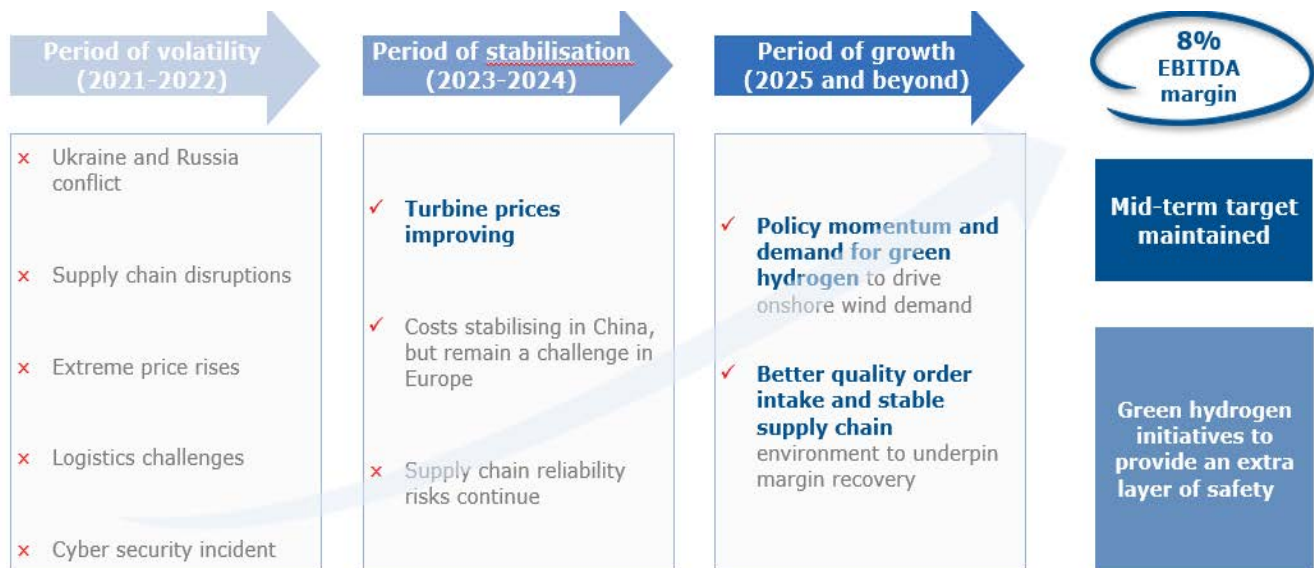 Period of volatility
(2021-2022)
× Ukraine and Russia
conflict
× Supply chain disruptions
× Extreme price rises
× Logistics challenges
× Cyber security incident
Period of stabilisation
(2023-2024)
✓ Turbine prices
improving
✓ Costs stabilising in China,
but remain a challenge in
Europe
× Supply chain reliability
risks continue
Period of growth
(2025 and beyond)
✓ Policy momentum and
demand for green
hydrogen to drive
onshore wind demand
✓ Better quality order
intake and stable
supply chain
environment to underpin
margin recovery
8%
EBITDA
margin
Mid-term target
maintained
Green hydrogen
initiatives to
provide an extra
layer of safety